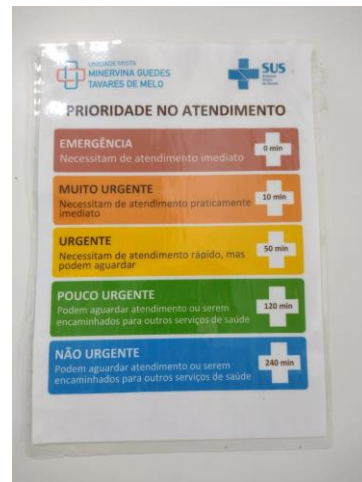 UNIDADE MISTA
MINERVINA GUEDES
TAVARES DE MELO
SUS
PRIORIDADE NO ATENDIMENTO
EMERGÊNCIA
Necessitam de atendimento imediato
0 min
MUITO URGENTE
Necessitam de atendimento praticamente
imediato
10 min
URGENTE
Necessitam de atendimento rápido, mas
podem aguardar
50 min
POUCO URGENTE
Podem aguardar atendimento ou serem
encaminhados para outros serviços de saúde
120 min
NÃO URGENTE
Podem aguardar atendimento ou serem
encaminhados para outros serviços de saúde
240 min